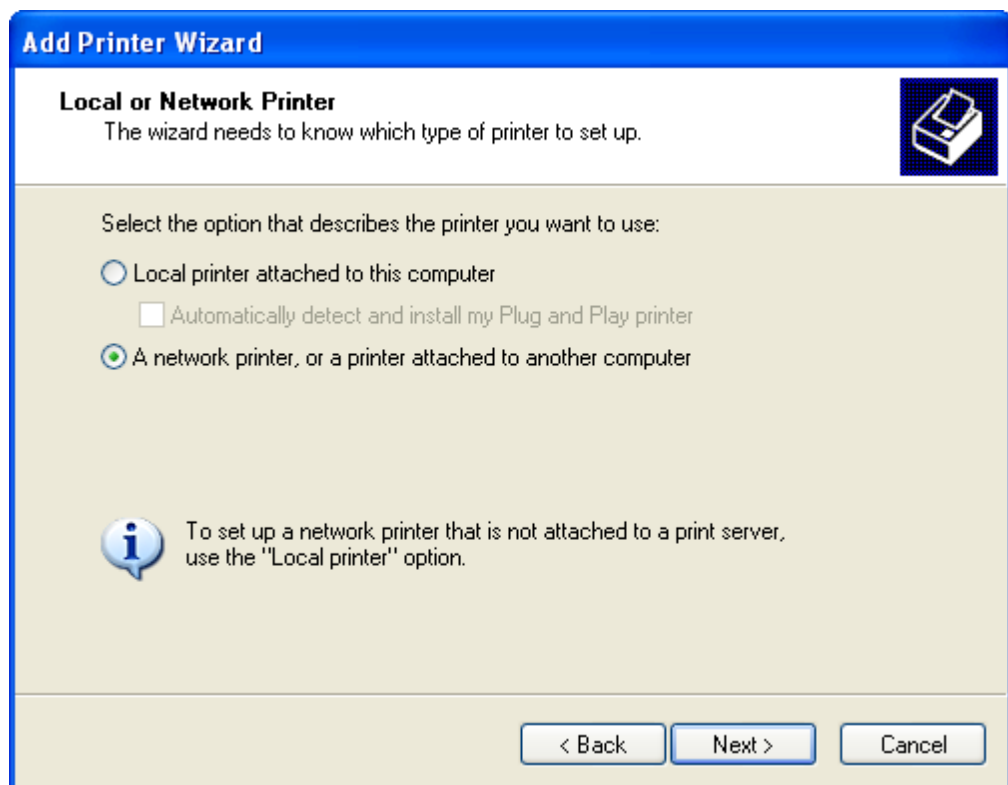 Add Printer Wizard
Local or Network Printer
The wizard needs to know which type of printer to set up.
Select the option that describes the printer you want to use:
Local printer attached to this computer
Automatically detect and install my Plug and Play printer
A network printer, or a printer attached to another computer
To set up a network printer that is not attached to a print server,
use the "Local printer" option.
< Back
Next >
Cancel